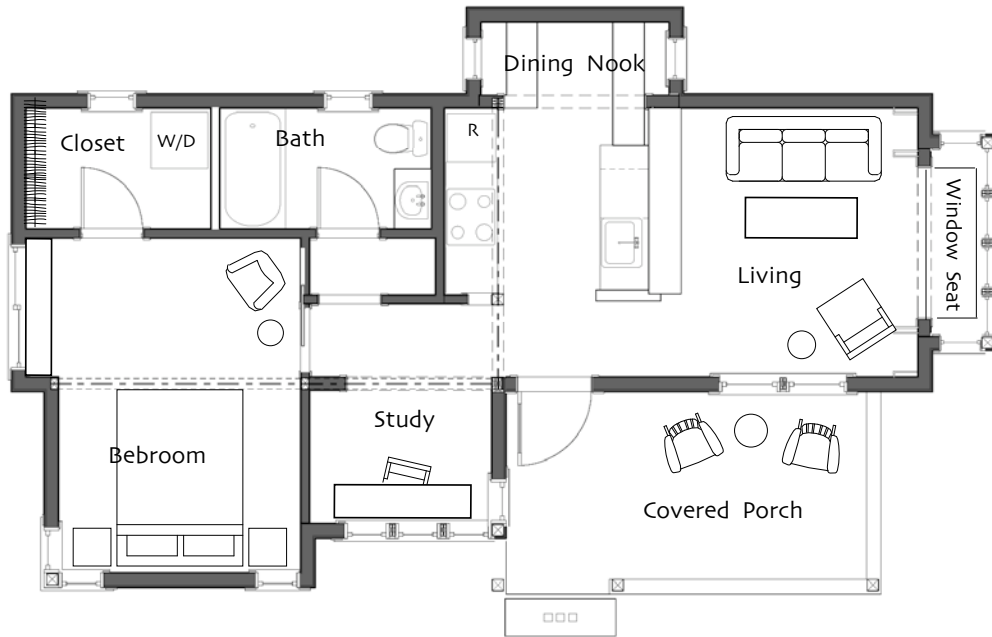 Dining Nook
Closet
W/D
Bath
R
Window Seat
Living
Study
Bebroom
Covered Porch